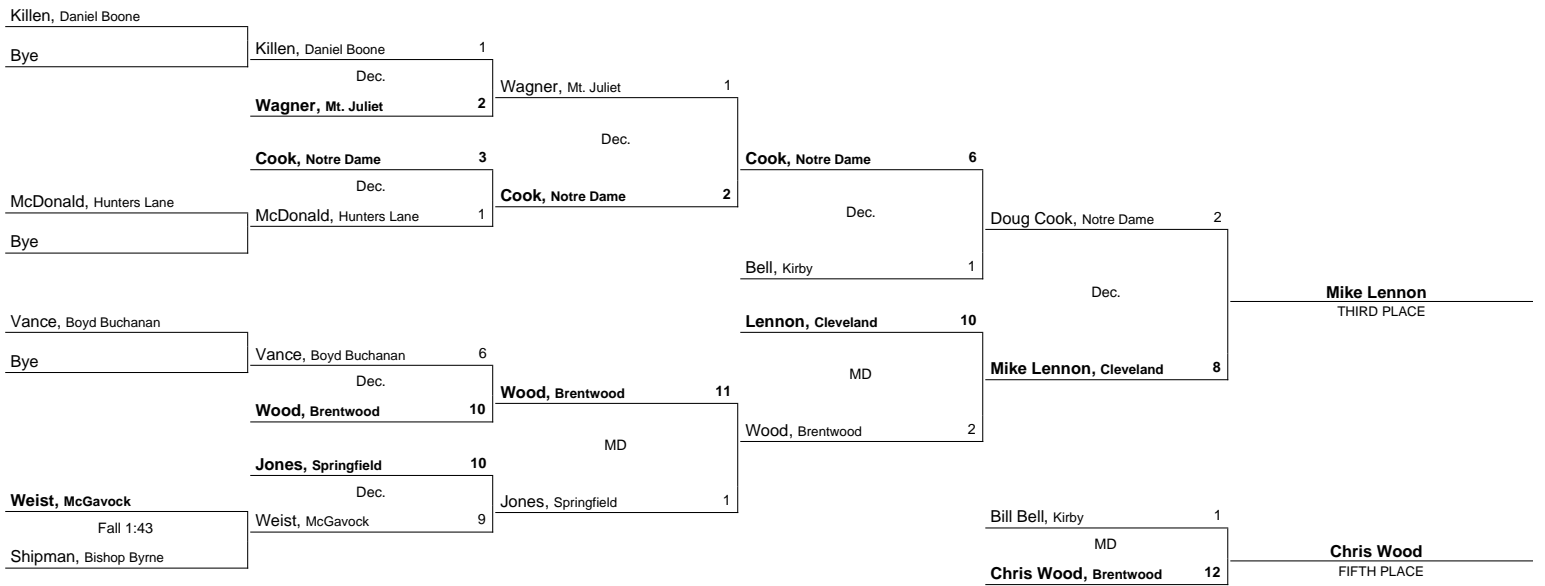 Killen, Daniel Boone
Bye
McDonald, Hunters Lane
Bye
Vance, Boyd Buchanan
Bye
Weist, McGavock
Fall 1:43
Shipman, Bishop Byrne
Killen, Daniel Boone 1
Dec.
Wagner, Mt. Juliet 2
Cook, Notre Dame 3
Dec.
McDonald, Hunters Lane 1
Vance, Boyd Buchanan 6
Dec.
Wood, Brentwood 10
Jones, Springfield 10
Dec.
Weist, McGavock 9
Wagner, Mt. Juliet 1
Dec.
Cook, Notre Dame 2
Wood, Brentwood 11
MD
Jones, Springfield 1
Cook, Notre Dame 6
Dec.
Bell, Kirby 1
Lennon, Cleveland 10
MD
Wood, Brentwood 2
Doug Cook, Notre Dame 2
Dec.
Mike Lennon, Cleveland 8
Mike Lennon
THIRD PLACE
Bill Bell, Kirby 1
MD
Chris Wood, Brentwood 12
Chris Wood
FIFTH PLACE